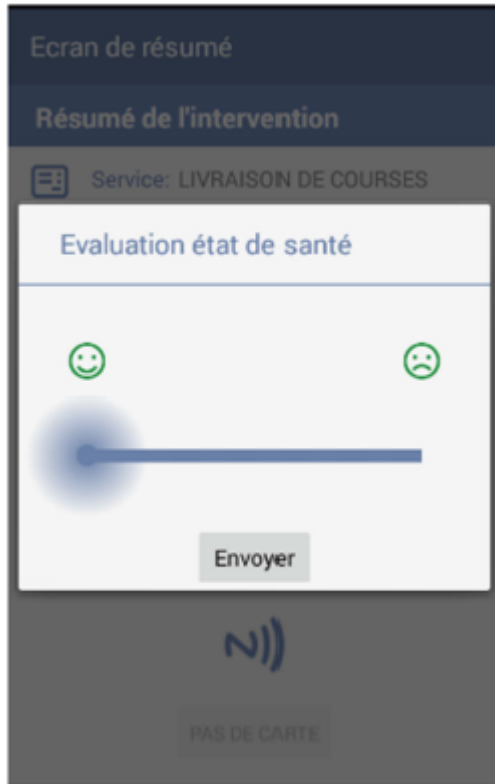 Ecran de résumé
Résumé de l'intervention
Service: LIVRAISON DE COURSES
Evaluation état de santé
Envoyer
PAS DE CARTE